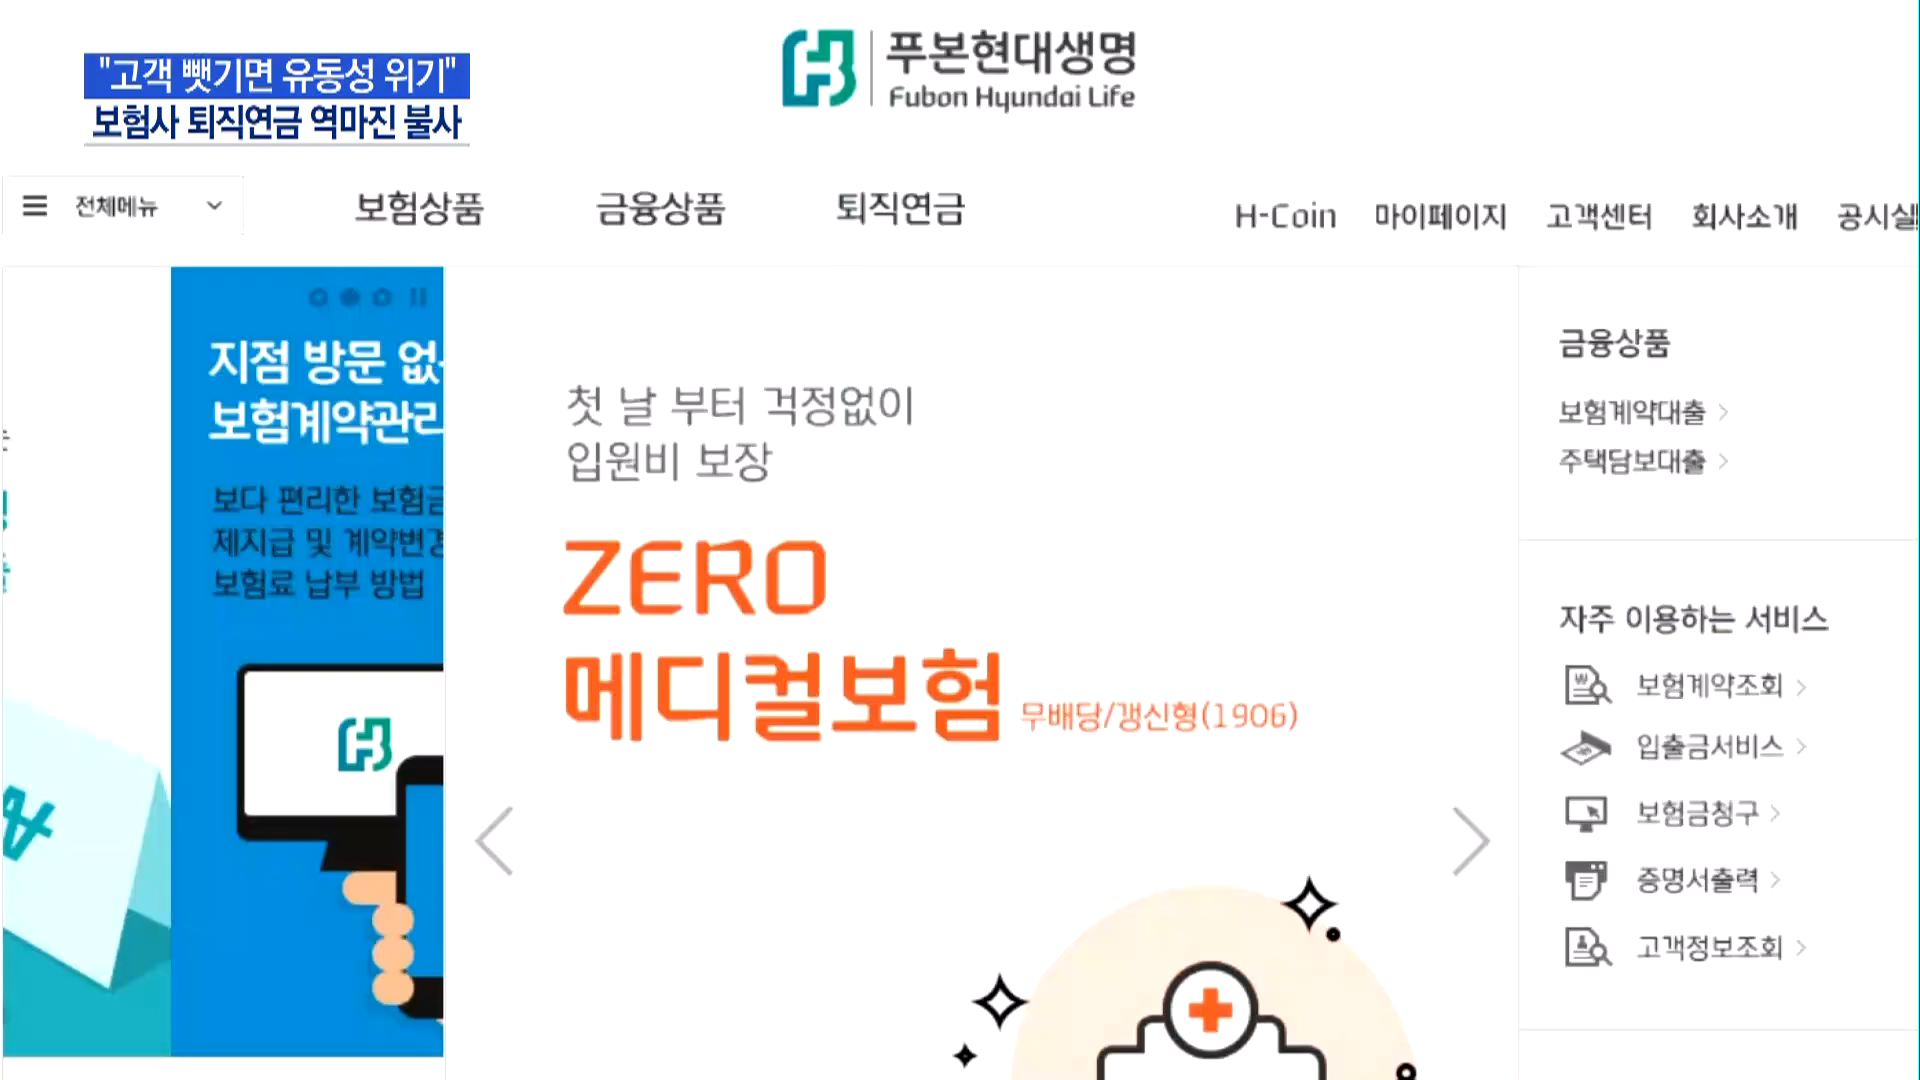 "고객 뺏기면 유동성 위기"
보험사 퇴직연금 역마진 불사
푸본현대생명
Fubon Hyundai Life
전체메뉴
보험상품
금융상품
퇴직연금
H-Coin
마이페이지
고객센터
회사소개
공시실
지점 방문
보험계약관리
보다 편리한
제지급 및
보험료 납부 방법
첫 날 부터 걱정없이
입원비 보장
ZERO
메디컬보험 무배당/갱신형(1906)
금융상품
보험계약대출
주택담보대출
자주 이용하는 서비스
보험계약조회
입출금서비스
보험금청구
증명서출력
고객정보조회